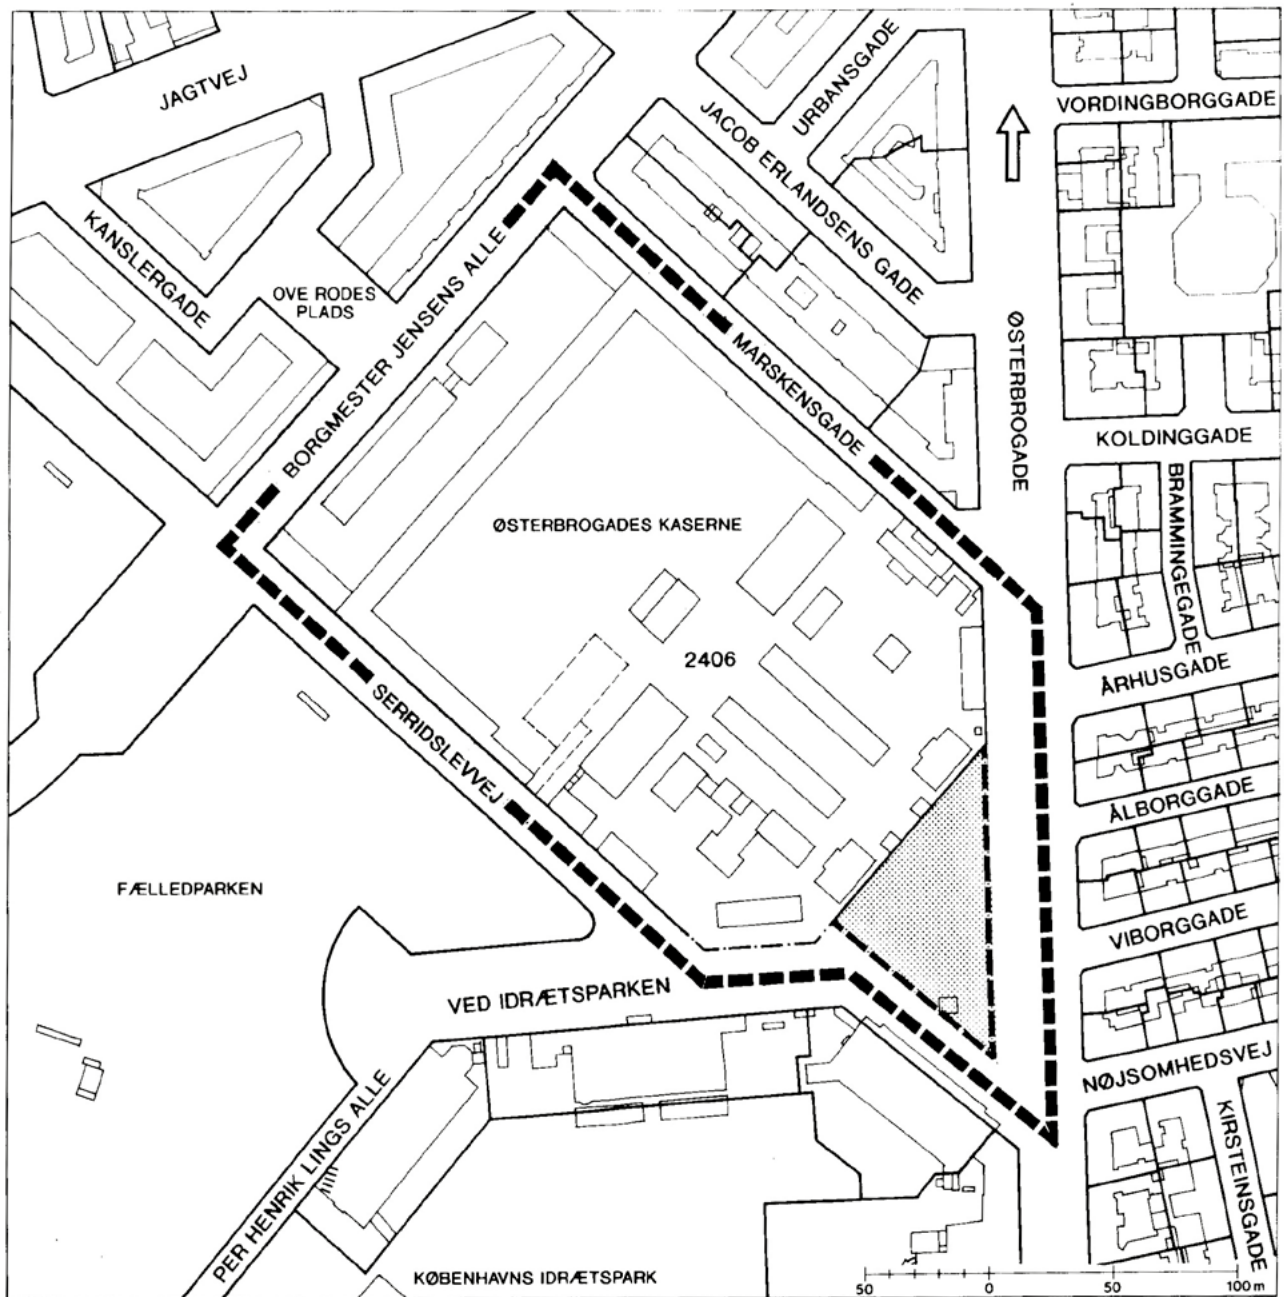 JAGTVEJ
JACOB ERLANDSENS GADE
URBANSGADE
VORDINGBORGGADE
KANSLERGADE
OVE RODES
PLADS
BORGMESTER JENSENS ALLE
MARSKENSGADE
ØSTERBROGADE
KOLDINGGADE
BRAMMINGEGADE
ØSTERBROGADES KASERNE
2406
ÅRHUSGADE
SERRIDSLEVVEJ
ÅLBORGGADE
FÆLLEDPARKEN
VIBORGGADE
VED IDRÆTSPARKEN
NØJSOMHEDSVEJ
KIRSTEINSGADE
PER HENRIK LINGS ALLE
KØBENHAVNS IDRÆTSPARK
50 0 50 100 m